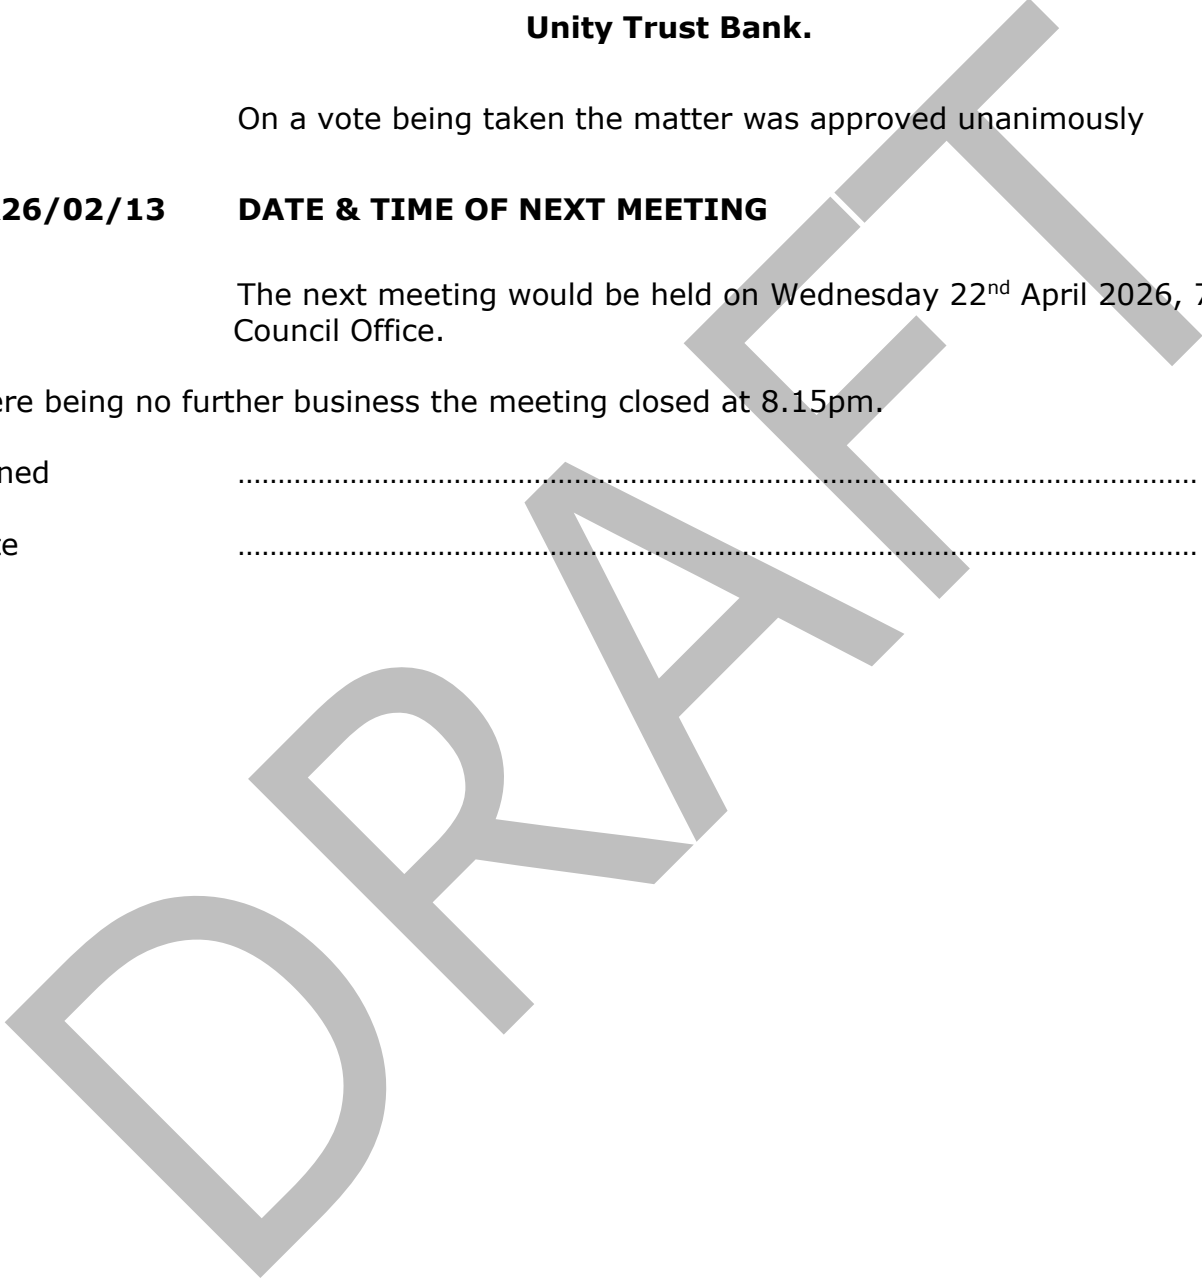 Unity Trust Bank.
On a vote being taken the matter was approved unanimously
26/02/13 DATE & TIME OF NEXT MEETING
The next meeting would be held on Wednesday 22nd April 2026, 7
Council Office.
ere being no further business the meeting closed at 8.15pm.
ned ................................................................................
te ................................................................................
DRAFT